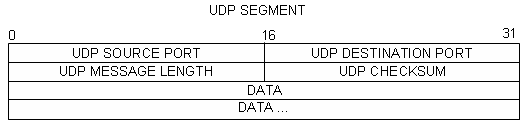 UDP SEGMENT
0 16 31
UDP SOURCE PORT UDP DESTINATION PORT
UDP MESSAGE LENGTH UDP CHECKSUM
DATA
DATA ...